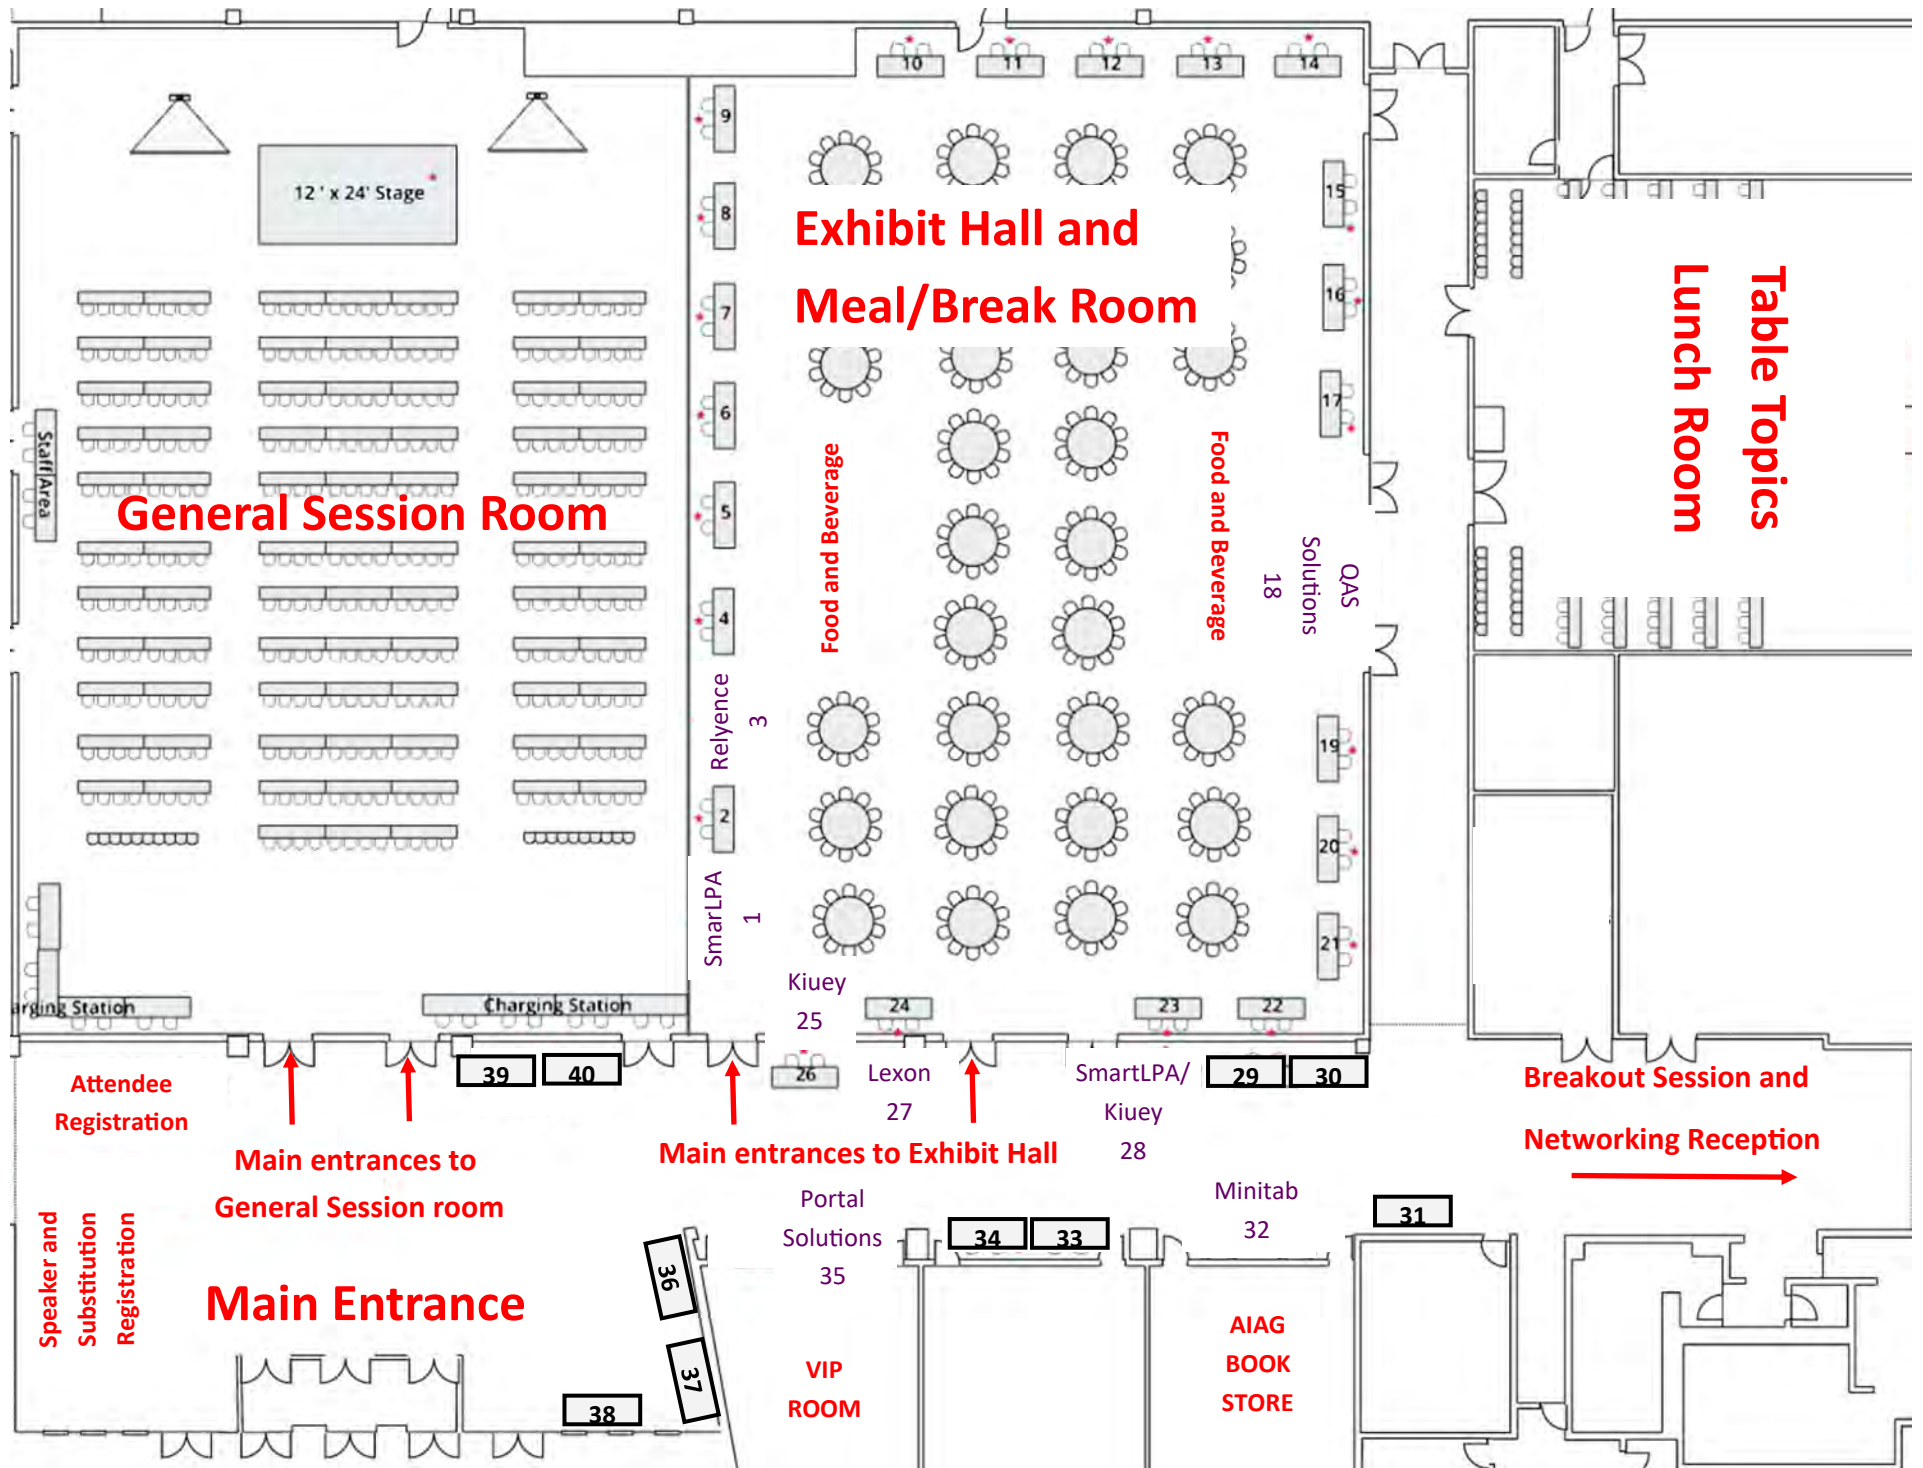 10
11
12
13
14
9
12 ' x 24' Stage
8
15
Exhibit Hall and
Meal/Break Room
7
16
Table Topics
Lunch Room
6
17
Staff Area
General Session Room
5
Food and Beverage
Food and Beverage
QAS
Solutions
18
4
Relyence
3
19
2
20
SmarLPA
1
21
Kiuey
25
arging Station
Charging Station
24
23
22
39
40
26
Lexon
27
SmartLPA/
Kiuey
28
29
30
Attendee
Registration
Breakout Session and
Networking Reception
Main entrances to
General Session room
Main entrances to Exhibit Hall
Portal
Solutions
35
Minitab
32
31
34
33
Speaker and
Substitution
Registration
36
Main Entrance
37
38
VIP
ROOM
AIAG
BOOK
STORE